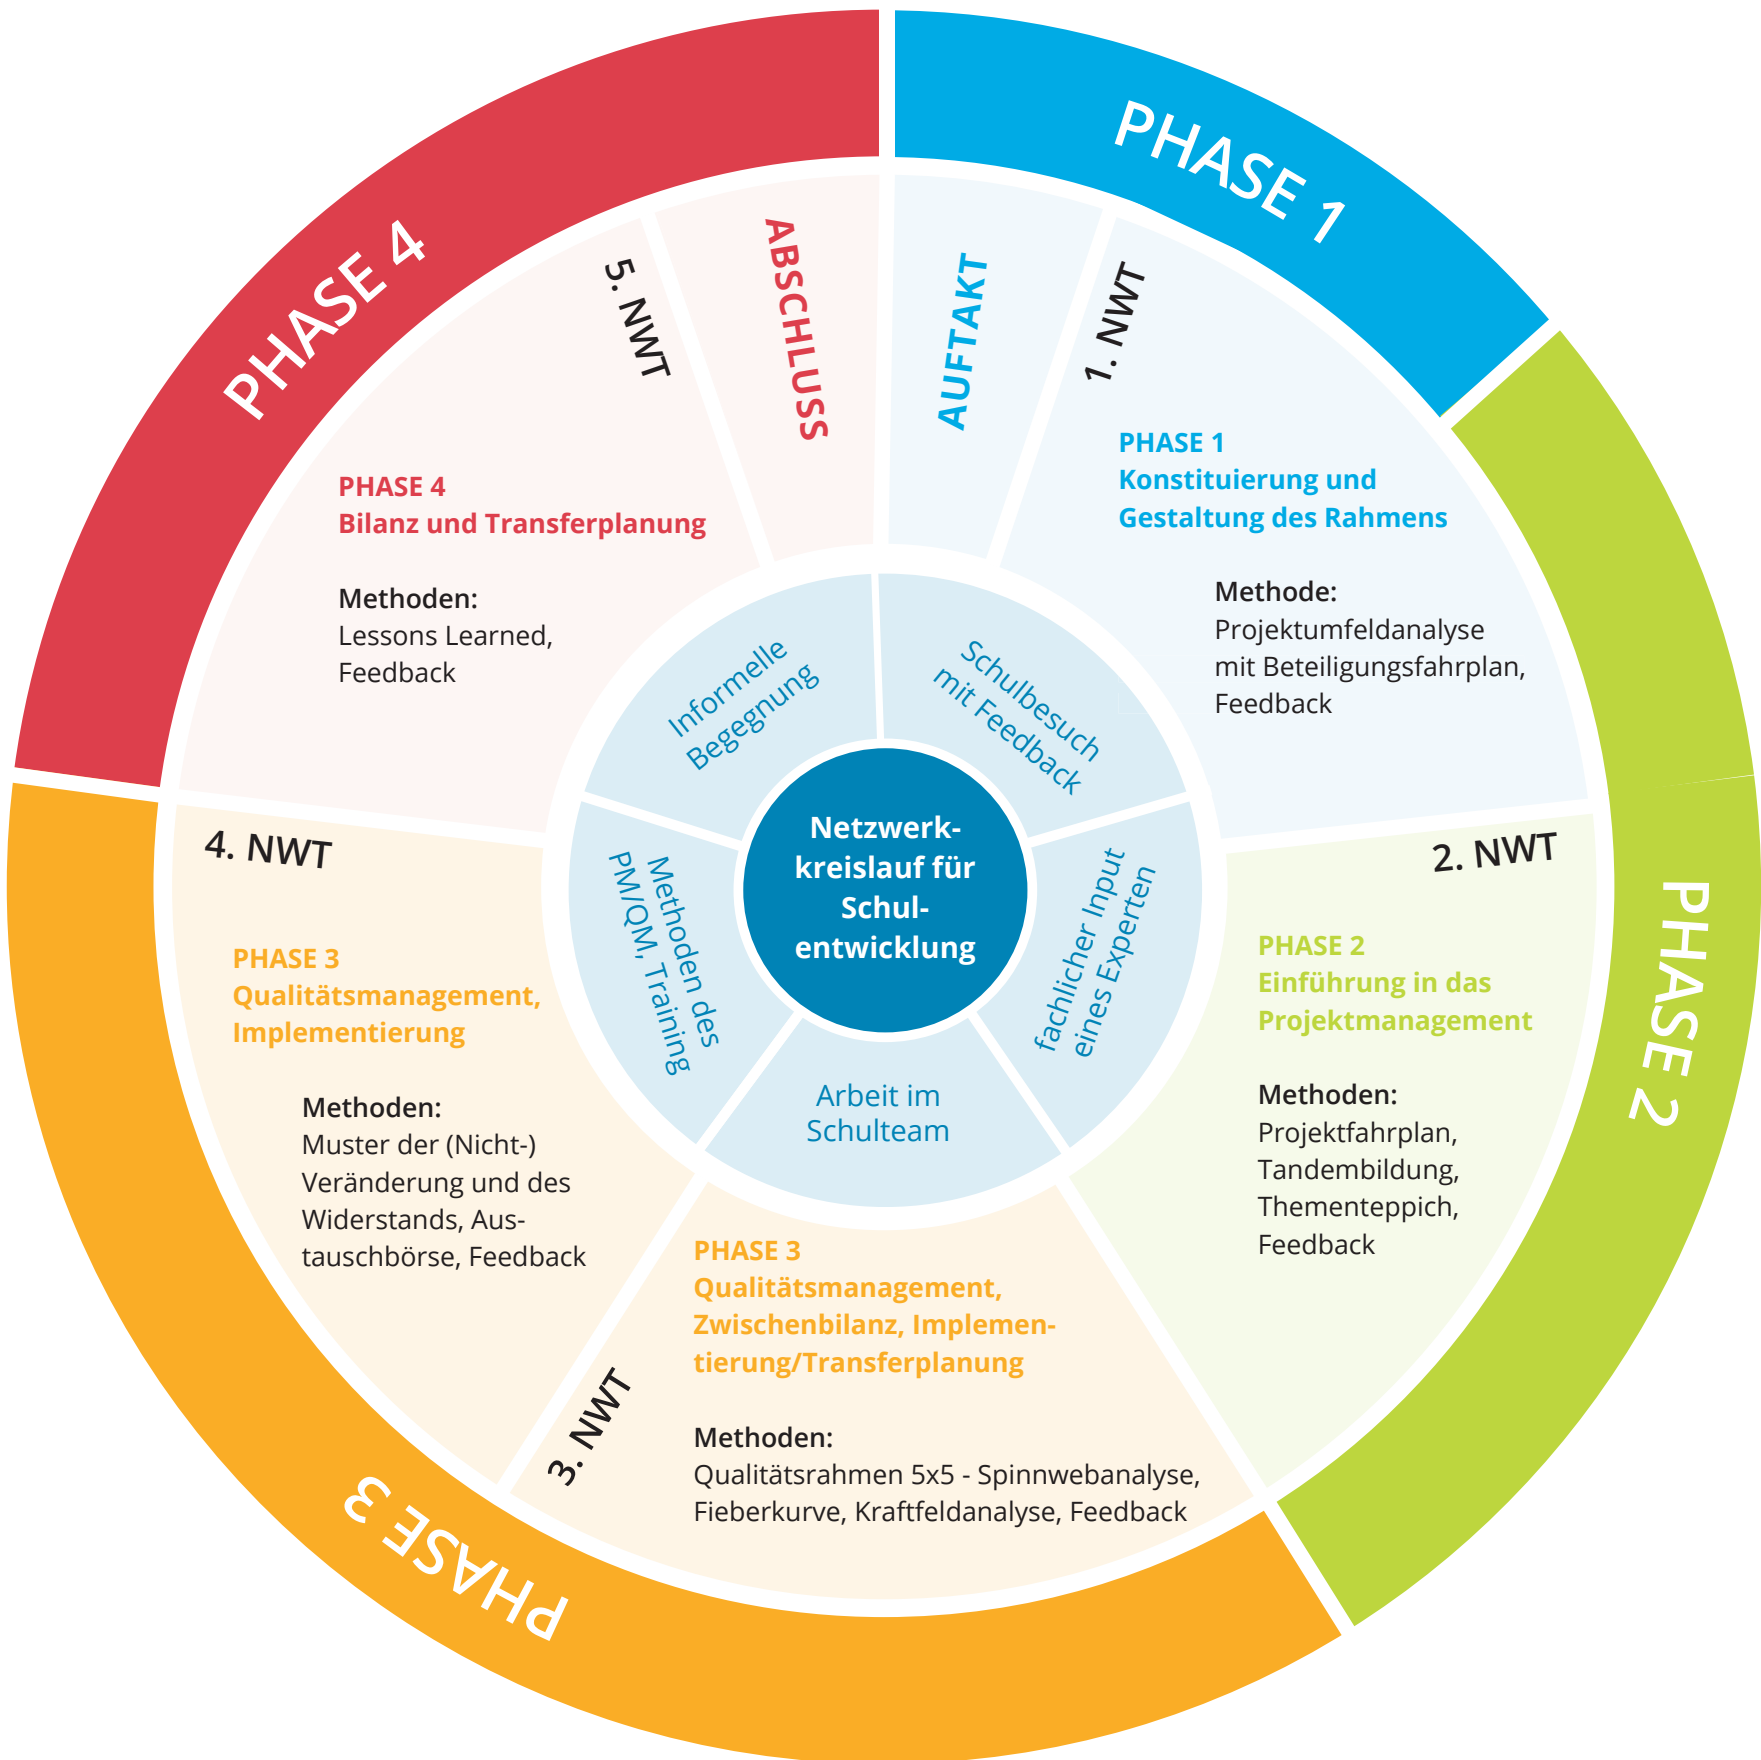 PHASE 1
PHASE 2
PHASE 3
PHASE 4
AUFTAKT
1. NWT
PHASE 1
Konstituierung und
Gestaltung des Rahmens
Methode:
Projektumfeldanalyse
mit Beteiligungsfahrplan,
Feedback
2. NWT
PHASE 2
Einführung in das
Projektmanagement
Methoden:
Projektfahrplan,
Tandembildung,
Thementeppich,
Feedback
3. NWT
PHASE 3
Qualitätsmanagement,
Zwischenbilanz, Implemen-
tierung/Transferplanung
Methoden:
Qualitätsrahmen 5x5 - Spinnwebanalyse,
Fieberkurve, Kraftfeldanalyse, Feedback
4. NWT
PHASE 3
Qualitätsmanagement,
Implementierung
Methoden:
Muster der (Nicht-)
Veränderung und des
Widerstands, Aus-
tauschbörse, Feedback
5. NWT
PHASE 4
Bilanz und Transferplanung
Methoden:
Lessons Learned,
Feedback
ABSCHLUSS
Schulbesuch
mit Feedback
fachlicher Input
eines Experten
Arbeit im
Schulteam
Methoden des
PM/QM, Training
Informelle
Begegnung
Netzwerk-
kreislauf für
Schul-
entwicklung